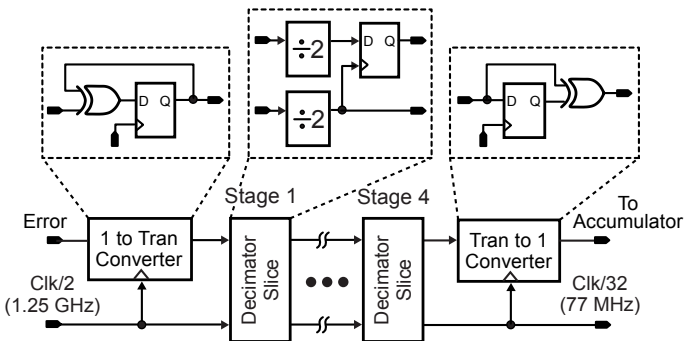 ÷2
D Q
÷2
D Q
D Q
Stage 1
Stage 4
Error
1 to Tran
Converter
Decimator
Slice
Decimator
Slice
Tran to 1
Converter
To
Accumulator
Clk/2
(1.25 GHz)
Clk/32
(77 MHz)